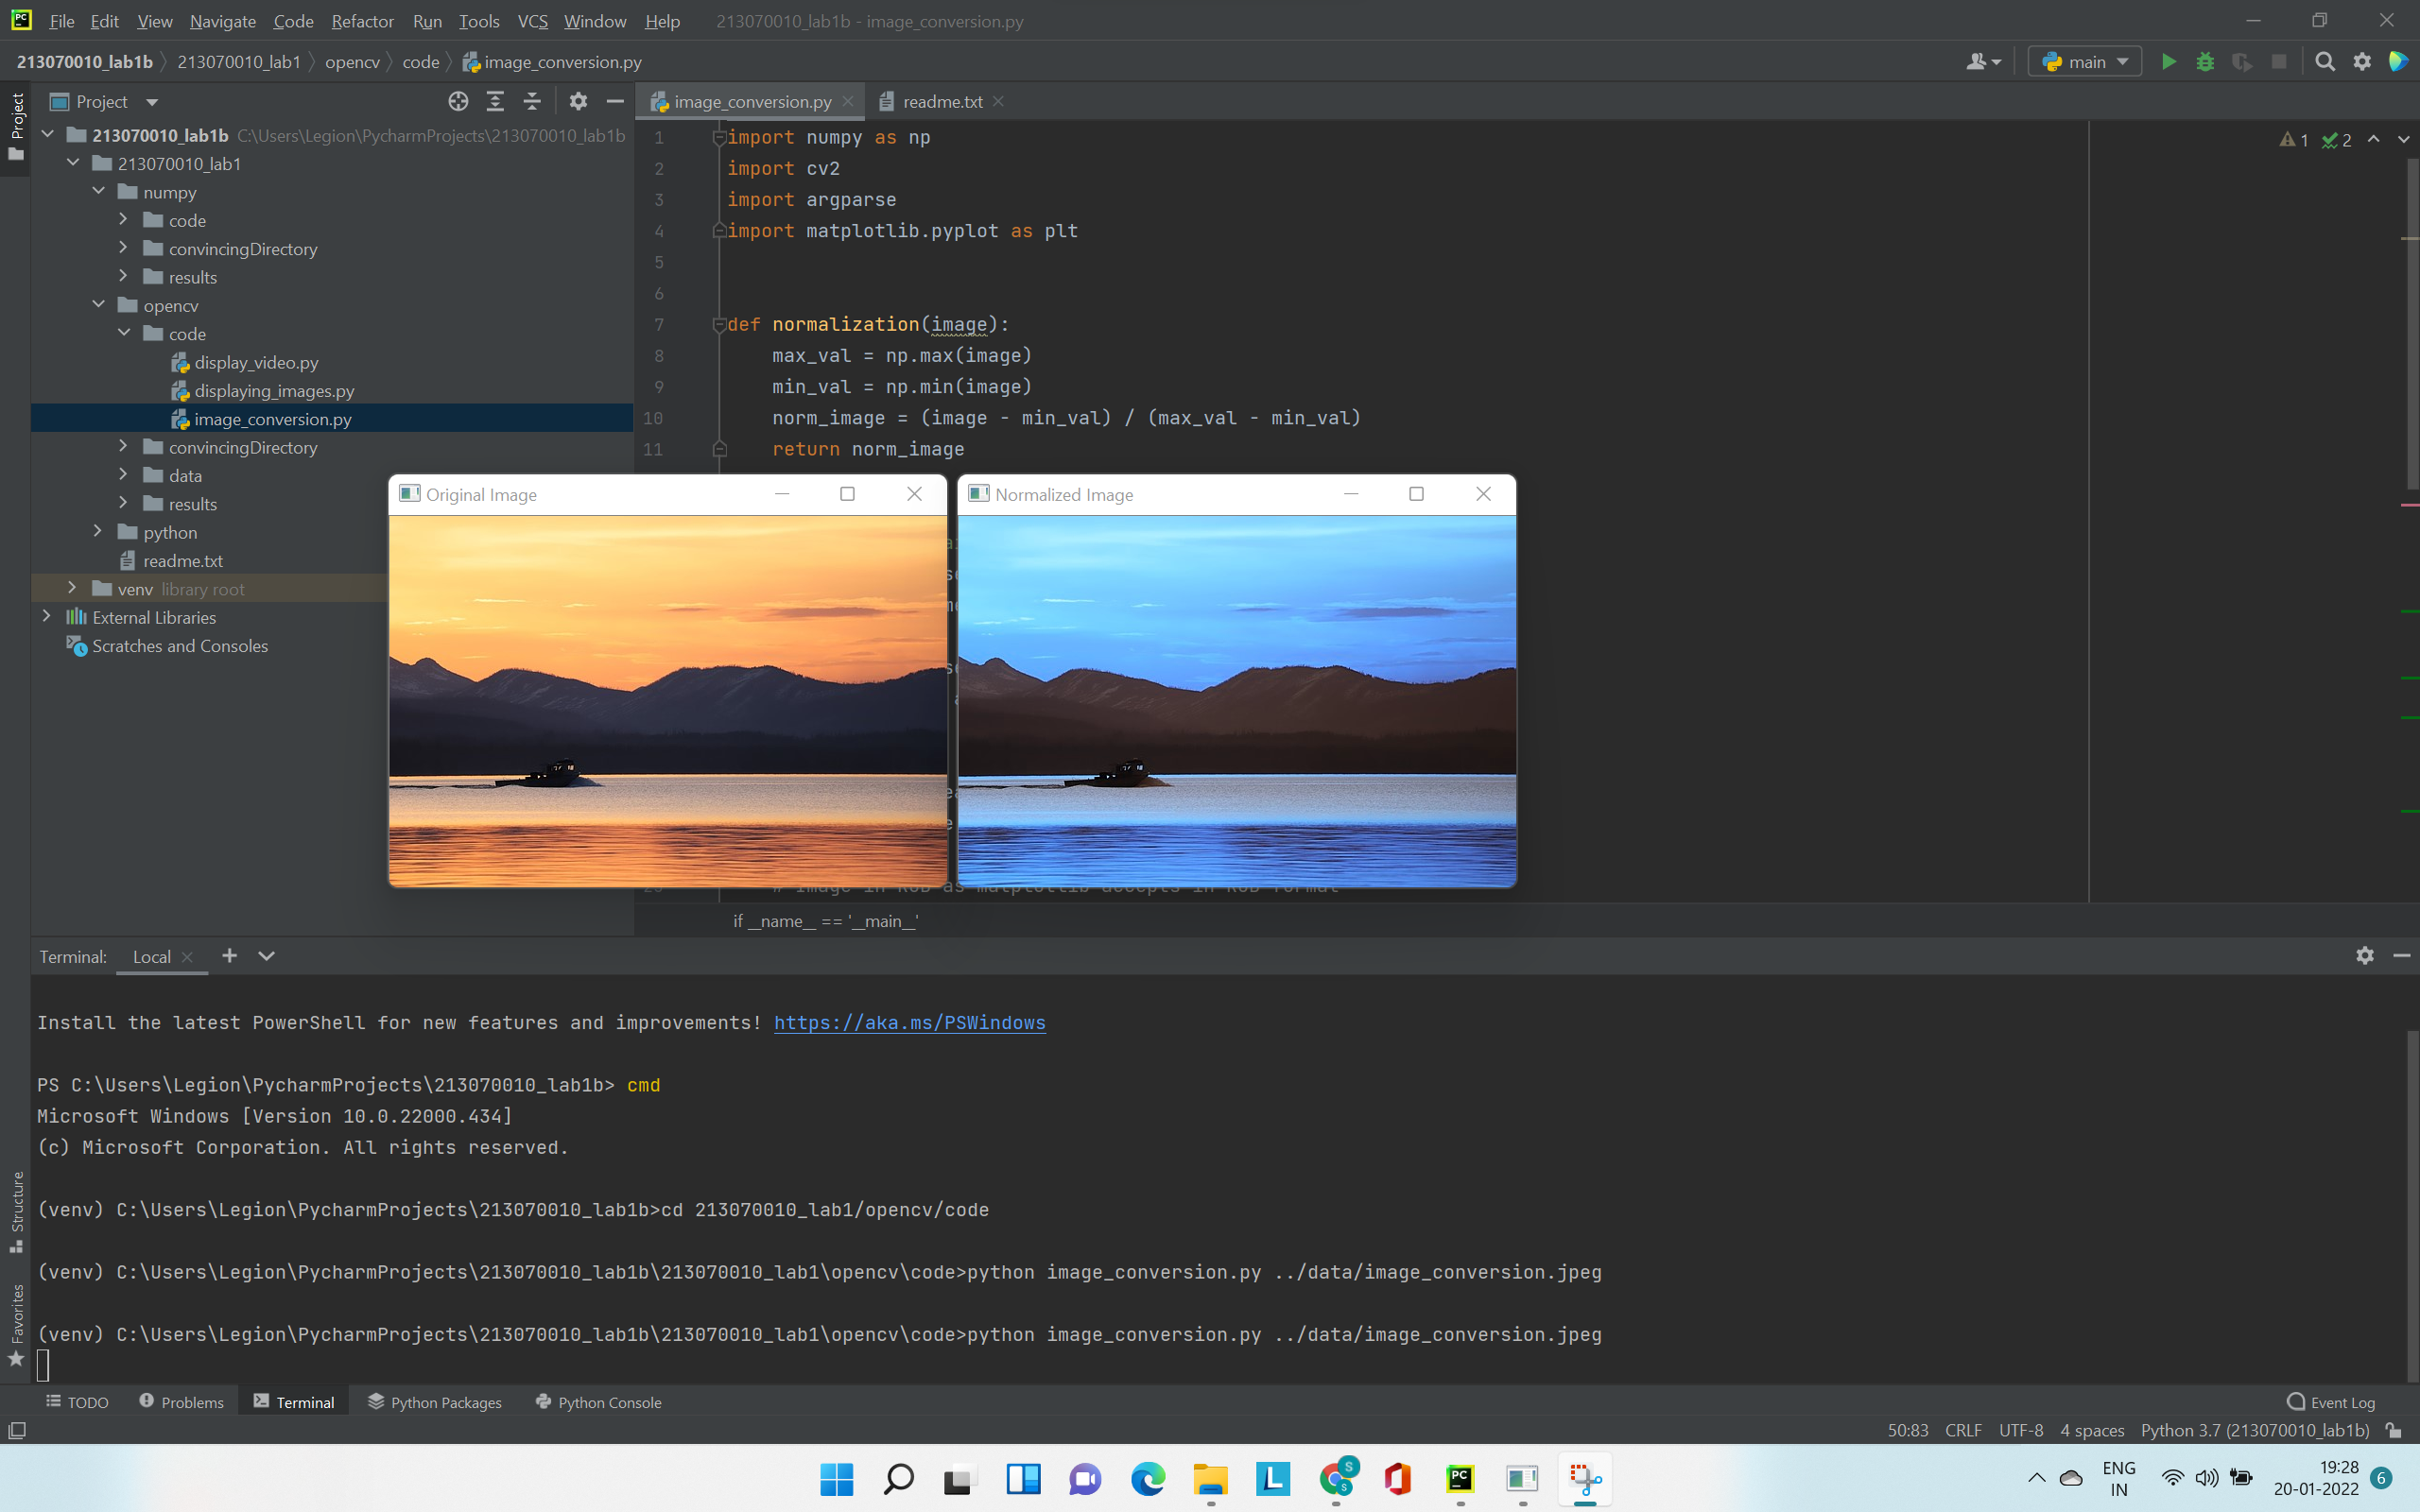 File Edit View Navigate Code Refactor Run Tools VCS Window Help 213070010_lab1b - image_conversion.py
213070010_lab1b 213070010_lab1 opencv code image_conversion.py main
Project
Project
image_conversion.py readme.txt
213070010_lab1b C:\Users\Legion\PycharmProjects\213070010_lab1b
213070010_lab1
numpy
code
convincingDirectory
results
opencv
code
display_video.py
displaying_images.py
image_conversion.py
convincingDirectory
data
results
python
readme.txt
venv library root
External Libraries
Scratches and Consoles
1 import numpy as np
2 import cv2
3 import argparse
4 import matplotlib.pyplot as plt
5
6
7 def normalization(image):
8 max_val = np.max(image)
9 min_val = np.min(image)
10 norm_image = (image - min_val) / (max_val - min_val)
11 return norm_image
1 2
Original Image
Normalized Image
if __name__ == '__main__'
Terminal: Local
Install the latest PowerShell for new features and improvements! https://aka.ms/PSWindows
PS C:\Users\Legion\PycharmProjects\213070010_lab1b> cmd
Microsoft Windows [Version 10.0.22000.434]
(c) Microsoft Corporation. All rights reserved.
(venv) C:\Users\Legion\PycharmProjects\213070010_lab1b>cd 213070010_lab1/opencv/code
(venv) C:\Users\Legion\PycharmProjects\213070010_lab1b\213070010_lab1\opencv\code>python image_conversion.py ../data/image_conversion.jpeg
(venv) C:\Users\Legion\PycharmProjects\213070010_lab1b\213070010_lab1\opencv\code>python image_conversion.py ../data/image_conversion.jpeg
Structure
Favorites
TODO Problems Terminal Python Packages Python Console Event Log
50:83 CRLF UTF-8 4 spaces Python 3.7 (213070010_lab1b)
ENG
IN
19:28
20-01-2022
6